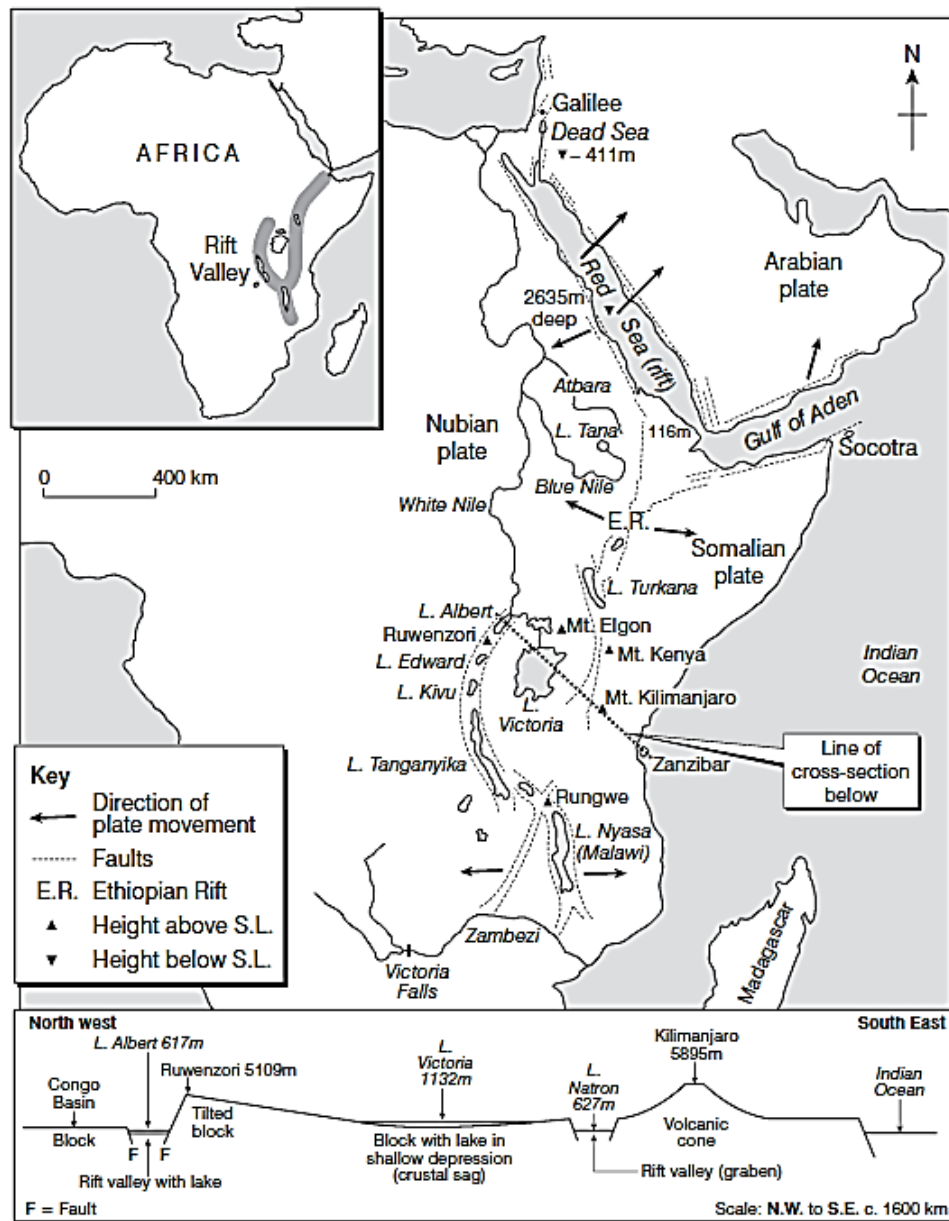 AFRICA
Rift
Valley
N
Galilee
Dead Sea
▼ – 411m
Red
Sea (rift)
2635m
deep
Arabian
plate
Atbara
L. Tana
116m
Gulf of Aden
Socotra
Nubian
plate
0 400 km
Blue Nile
White Nile
E.R.
Somalian
plate
L. Turkana
L. Albert
Ruwenzori
Mt. Elgon
L. Edward
Mt. Kenya
Indian
Ocean
L. Kivu
L.
Victoria
Mt. Kilimanjaro
Zanzibar
Line of
cross-section
below
L. Tanganyika
Rungwe
L. Nyasa
(Malawi)
Zambezi
Victoria
Falls
Madagascar
Key
Direction of
plate movement
Faults
E.R. Ethiopian Rift
▲ Height above S.L.
▼ Height below S.L.
North west
South East
L. Albert 617m
Ruwenzori 5109m
Congo
Basin
Block
Tilted
block
F F
Rift valley with lake
L.
Victoria
1132m
Block with lake in
shallow depression
(crustal sag)
L.
Natron
627m
Rift valley (graben)
Kilimanjaro
5895m
Volcanic
cone
Indian
Ocean
F = Fault
Scale: N.W. to S.E. c. 1600 km